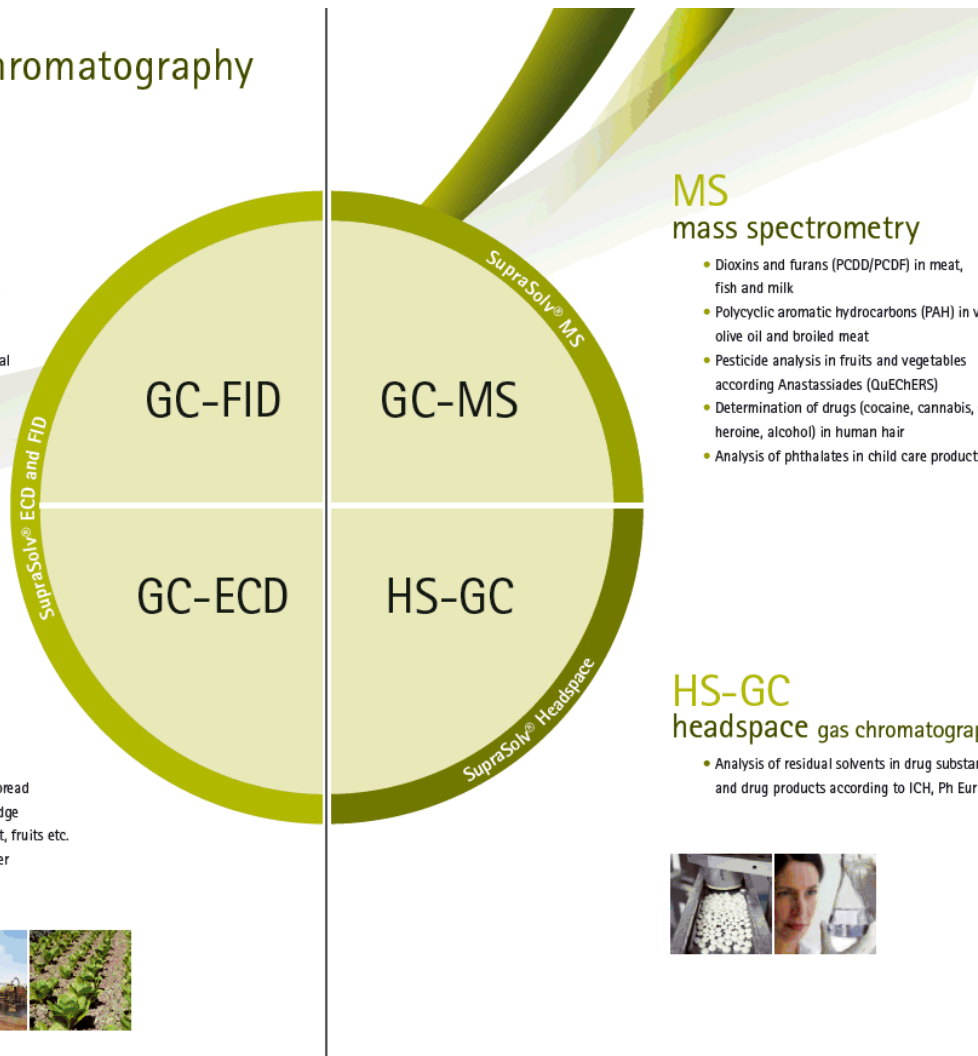 hromatography
al
GC-FID
GC-ECD
SupraSolv® ECD and FID
bread
dge
t, fruits etc.
er
GC-MS
HS-GC
SupraSolv® MS
SupraSolv® Headspace
MS
mass spectrometry
• Dioxins and furans (PCDD/PCDF) in meat,
fish and milk
• Polycyclic aromatic hydrocarbons (PAH) in v
olive oil and broiled meat
• Pesticide analysis in fruits and vegetables
according Anastassiades (QuEChERS)
• Determination of drugs (cocaine, cannabis,
heroine, alcohol) in human hair
• Analysis of phthalates in child care product
HS-GC
headspace gas chromatograp
• Analysis of residual solvents in drug substan
and drug products according to ICH, Ph Eur